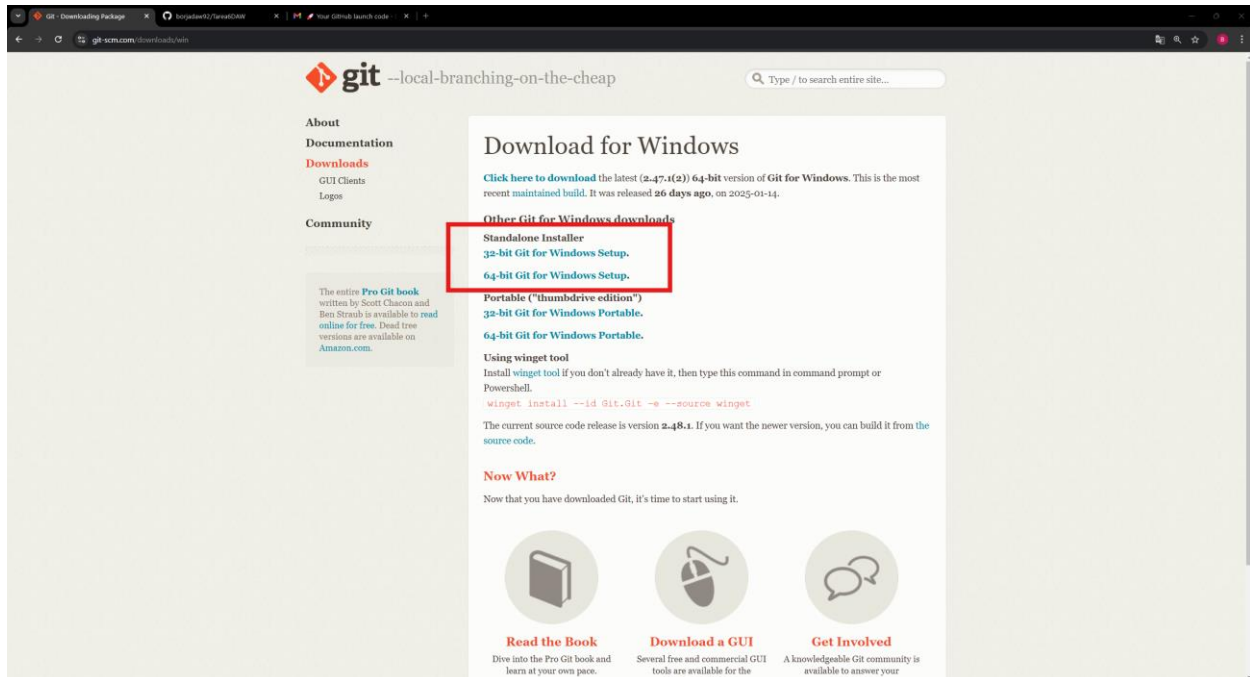 Git - Downloading Package
borjadaw92/Tarea6DAW
Your GitHub launch code
git-scm.com/downloads/win
git --local-branching-on-the-cheap
Type / to search entire site...
About
Documentation
Downloads
GUI Clients
Logos
Community
The entire Pro Git book
written by Scott Chacon and
Ben Straub is available to read
online for free. Dead tree
versions are available on
Amazon.com.
Download for Windows
Click here to download the latest (2.47.1(2)) 64-bit version of Git for Windows. This is the most
recent maintained build. It was released 26 days ago, on 2025-01-14.
Other Git for Windows downloads
Standalone Installer
32-bit Git for Windows Setup.
64-bit Git for Windows Setup.
Portable ("thumbdrive edition")
32-bit Git for Windows Portable.
64-bit Git for Windows Portable.
Using winget tool
Install winget tool if you don't already have it, then type this command in command prompt or
Powershell.
winget install --id Git.Git -e --source winget
The current source code release is version 2.48.1. If you want the newer version, you can build it from the
source code.
Now What?
Now that you have downloaded Git, it's time to start using it.
Read the Book
Dive into the Pro Git book and
learn at your own pace.
Download a GUI
Several free and commercial GUI
tools are available for the
Get Involved
A knowledgeable Git community is
available to answer your